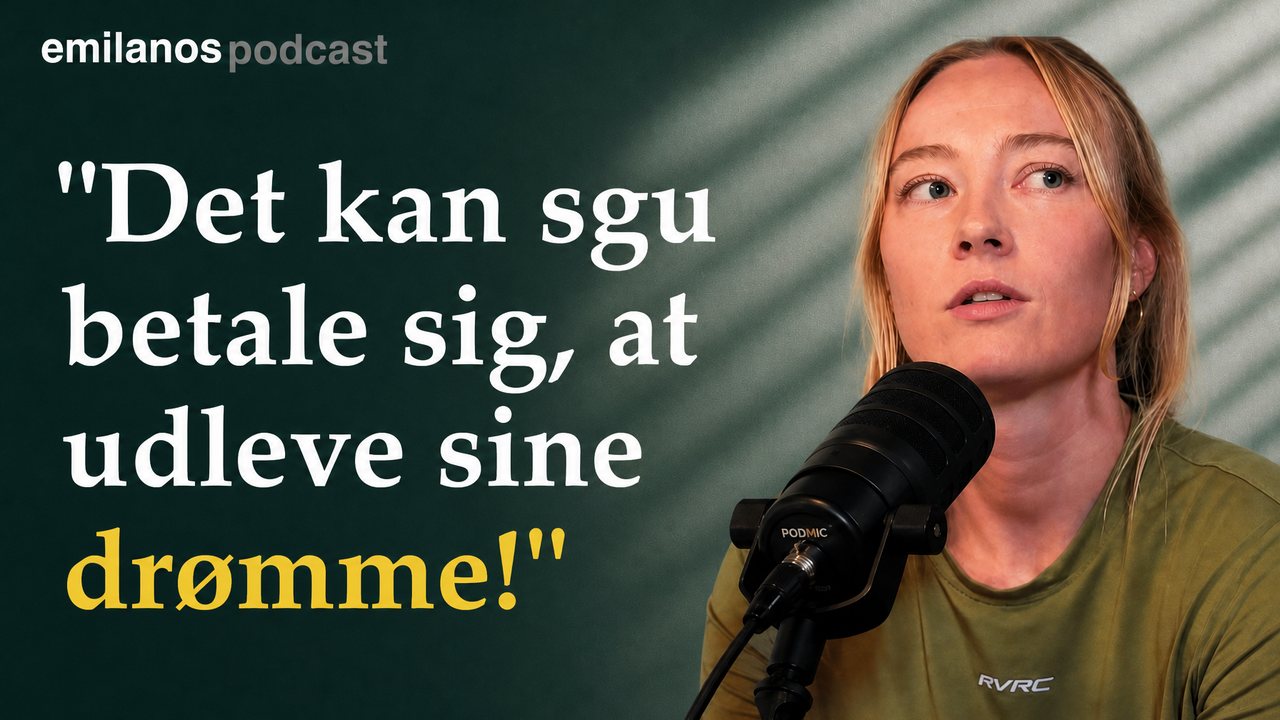 emilanos podcast
"Det kan sgu
betale sig, at
udleve sine
drømme!"
PODMIC
RVRC